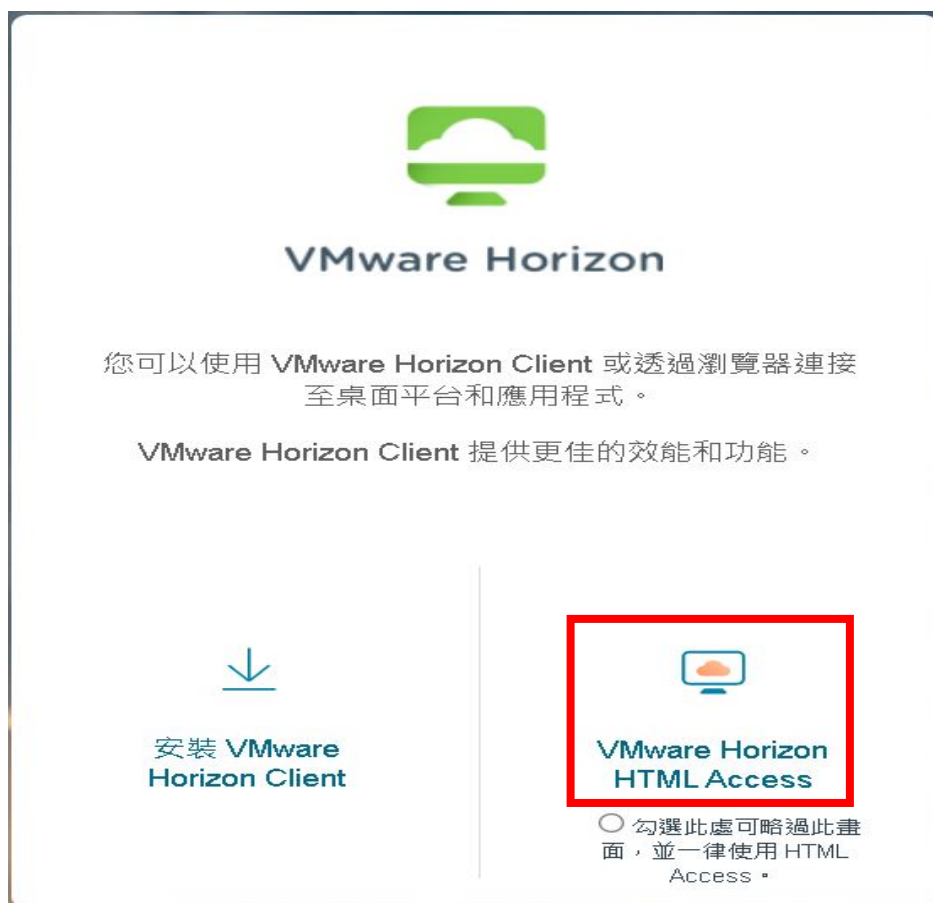 VMware Horizon
您可以使用 VMware Horizon Client 或透過瀏覽器連接
至桌面平台和應用程式。
VMware Horizon Client 提供更佳的效能和功能。
安裝 VMware
Horizon Client
VMware Horizon
HTML Access
勾選此處可略過此畫
面，並一律使用 HTML
Access。